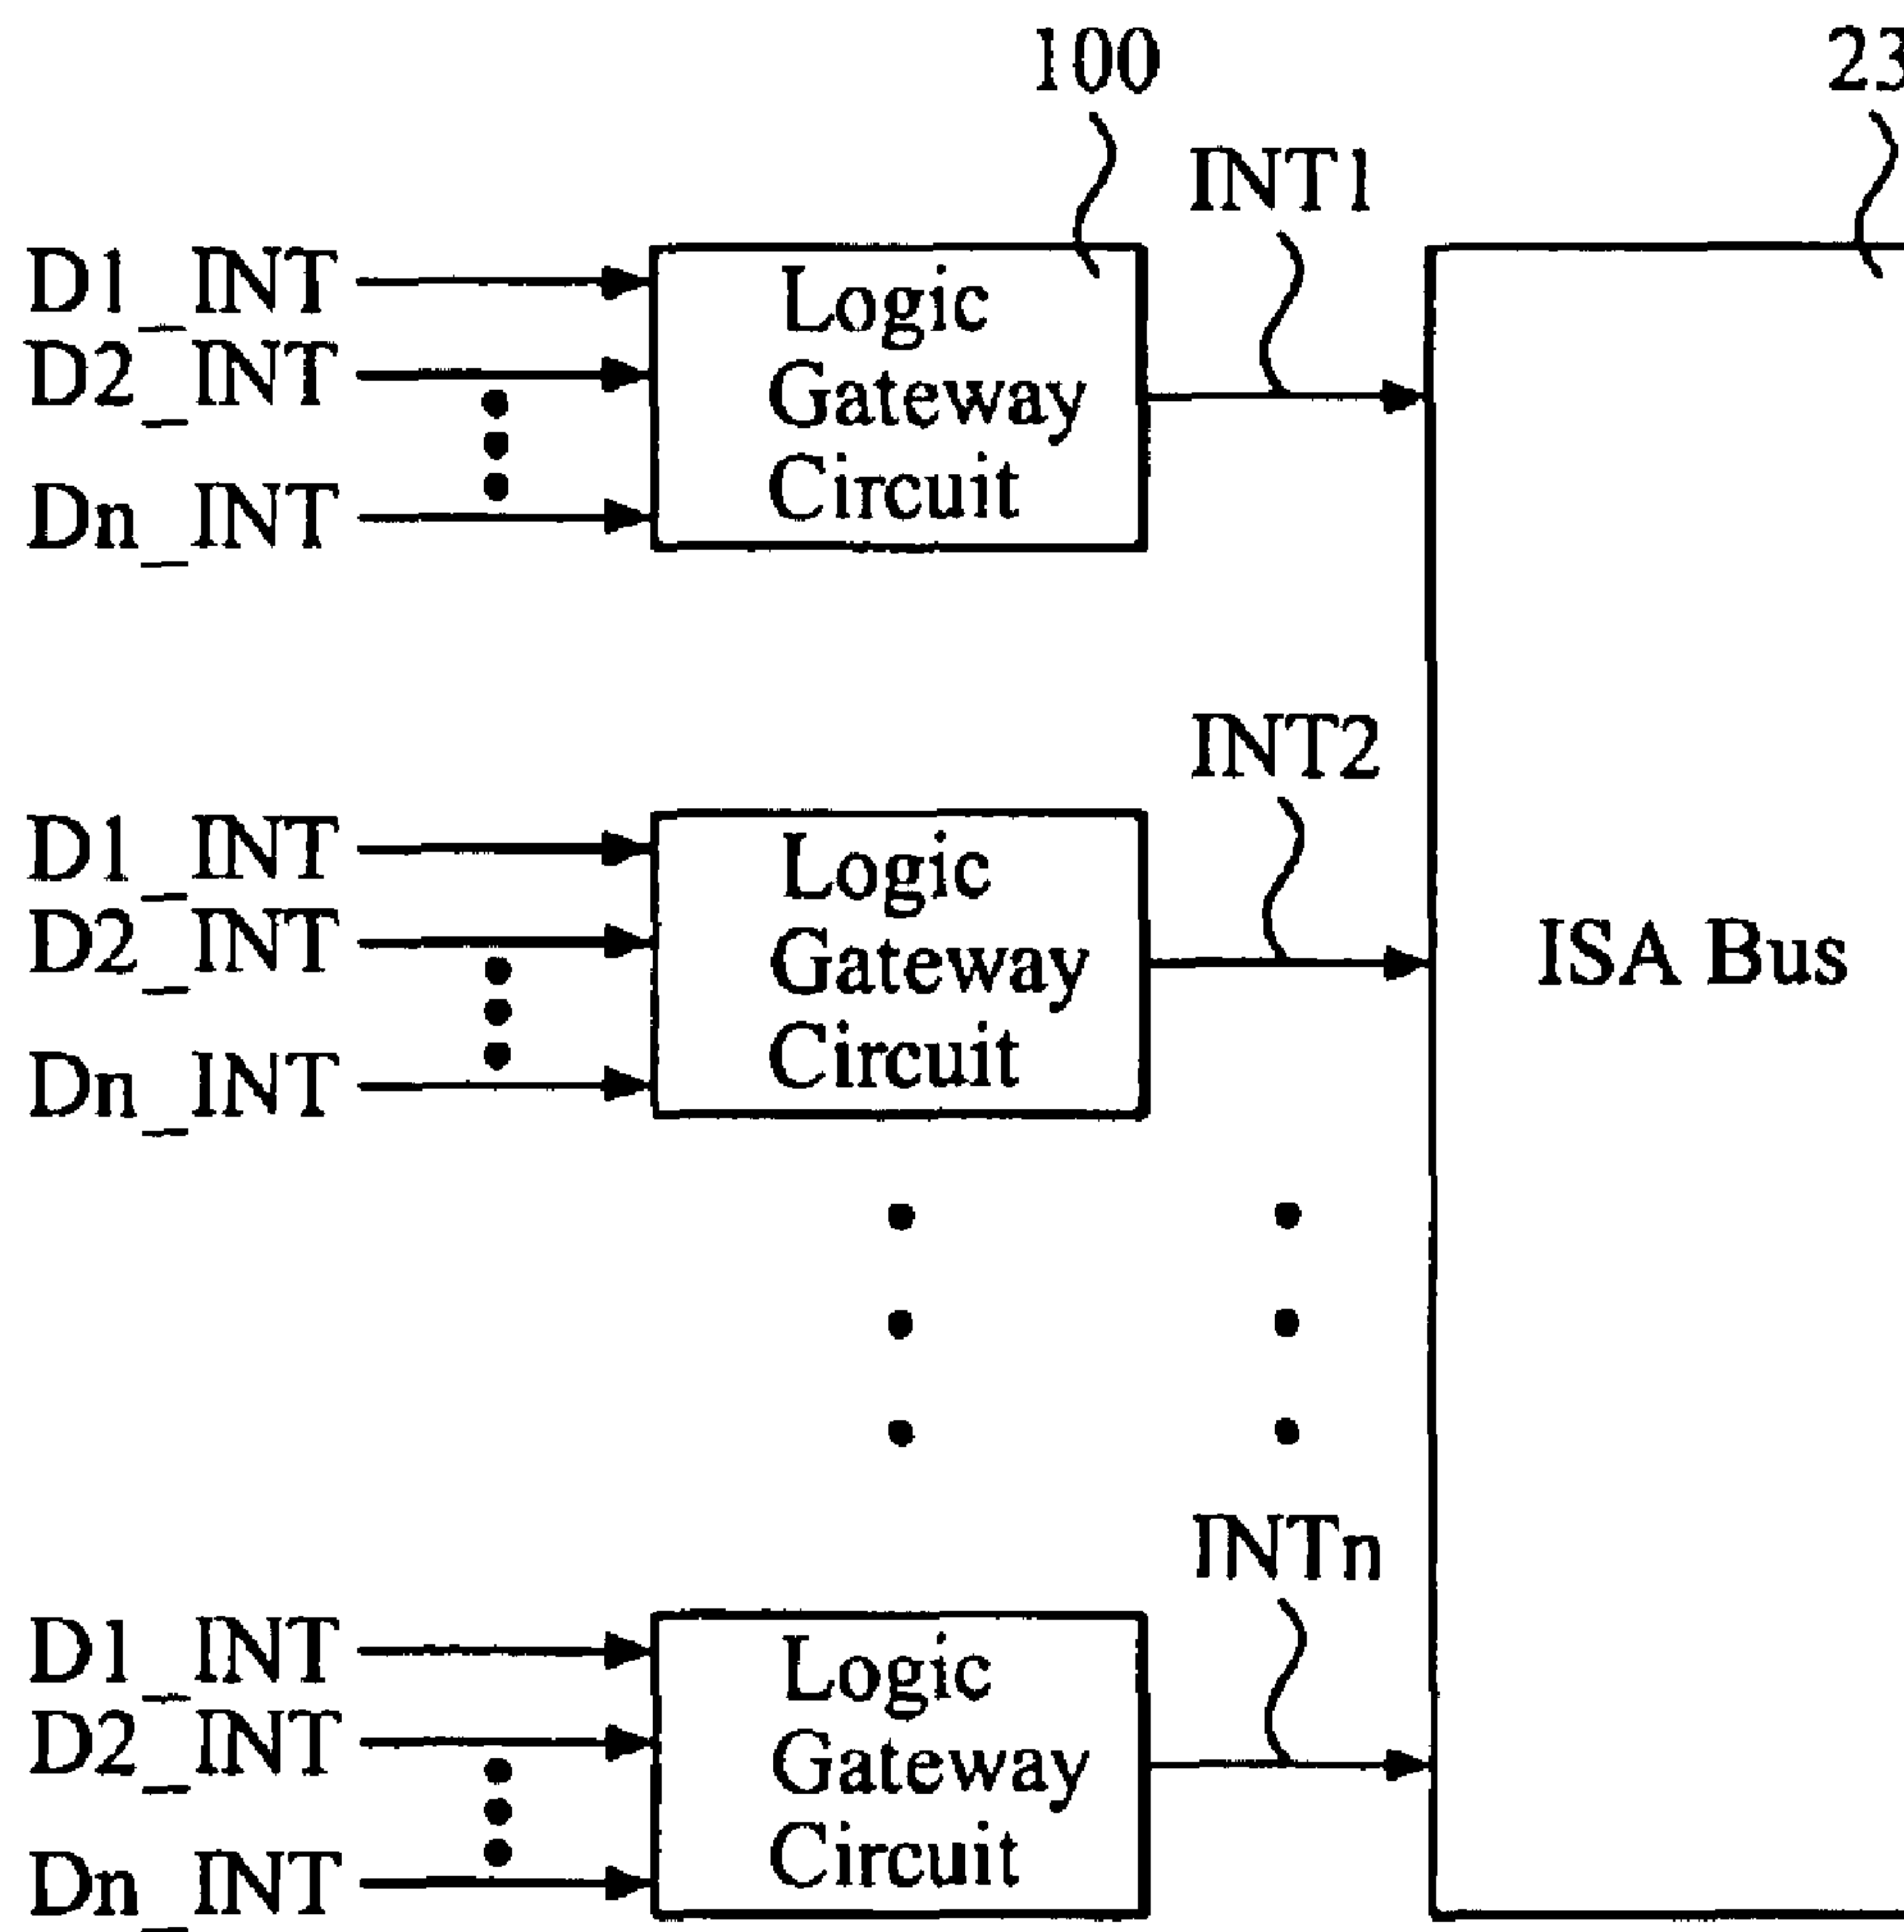 100
23
INT1
D1_INT
D2_INT
Dn_INT
Logic
Gateway
Circuit
INT2
D1_INT
D2_INT
Dn_INT
Logic
Gateway
Circuit
ISA Bus
INTn
D1_INT
D2_INT
Dn_INT
Logic
Gateway
Circuit